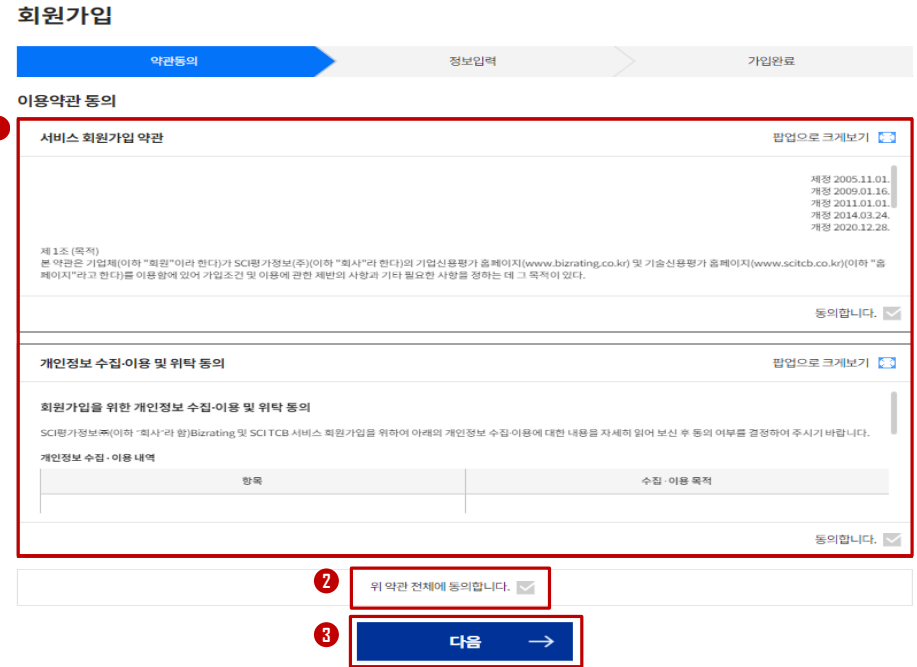 회원가입
약관동의 정보입력 가입완료
이용약관 동의
서비스 회원가입 약관 팝업으로 크게보기
제정 2005.11.01.
개정 2009.01.16.
개정 2011.01.01.
개정 2014.03.24.
개정 2020.12.28.
제 1조 (목적)
본 약관은 기업체(이하 "회원"이라 한다)가 SCI평가정보(주)(이하 "회사"라 한다)의 기업신용평가 홈페이지(www.bizrating.co.kr) 및 기술신용평가 홈페이지(www.scitcb.co.kr)(이하 "홈
페이지"라고 한다)를 이용함에 있어 가입조건 및 이용에 관한 제반의 사항과 기타 필요한 사항을 정하는 데 그 목적이 있다.
동의합니다.
개인정보 수집·이용 및 위탁 동의 팝업으로 크게보기
회원가입을 위한 개인정보 수집·이용 및 위탁 동의
SCI평가정보㈜(이하 "회사"라 함)Bizrating 및 SCI TCB 서비스 회원가입을 위하여 아래의 개인정보 수집·이용에 대한 내용을 자세히 읽어 보신 후 동의 여부를 결정하여 주시기 바랍니다.
개인정보 수집 · 이용 내역
항목 수집 · 이용 목적
동의합니다.
2 위 약관 전체에 동의합니다.
3 다음